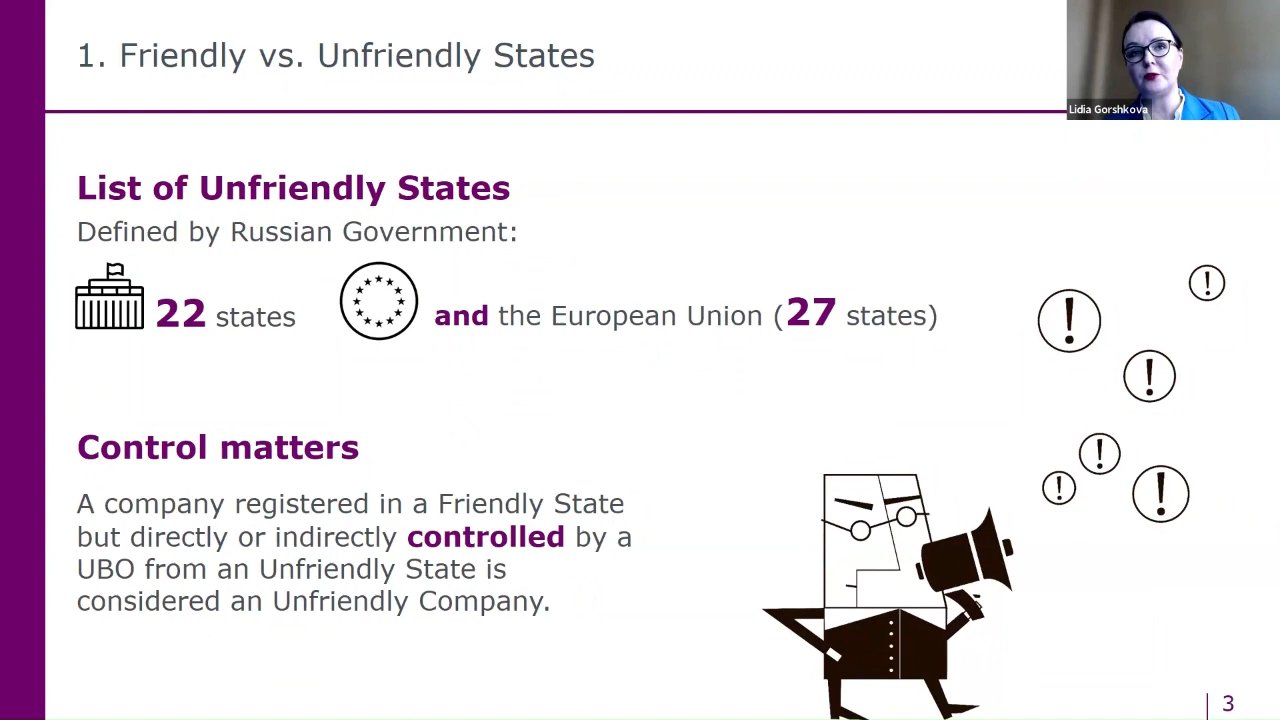 1. Friendly vs. Unfriendly States
Lidia Gorshkova
List of Unfriendly States
Defined by Russian Government:
22 states
and the European Union (27 states)
Control matters
A company registered in a Friendly State
but directly or indirectly controlled by a
UBO from an Unfriendly State is
considered an Unfriendly Company.
3